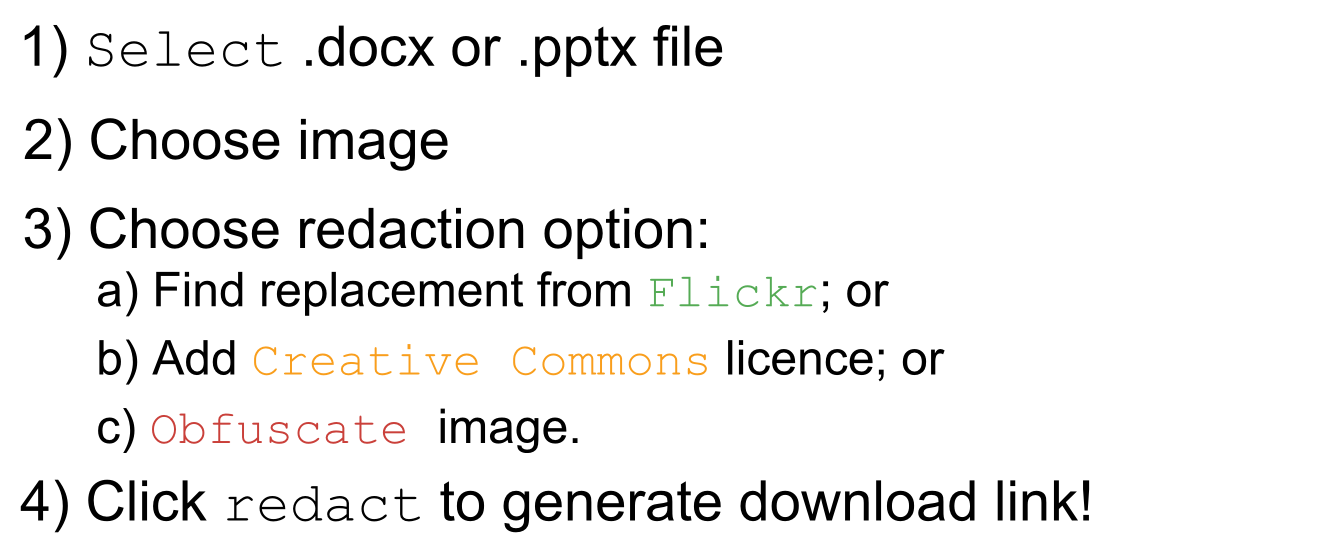 1) Select .docx or .pptx file
2) Choose image
3) Choose redaction option:
a) Find replacement from Flickr; or
b) Add Creative Commons licence; or
c) Obfuscate image.
4) Click redact to generate download link!